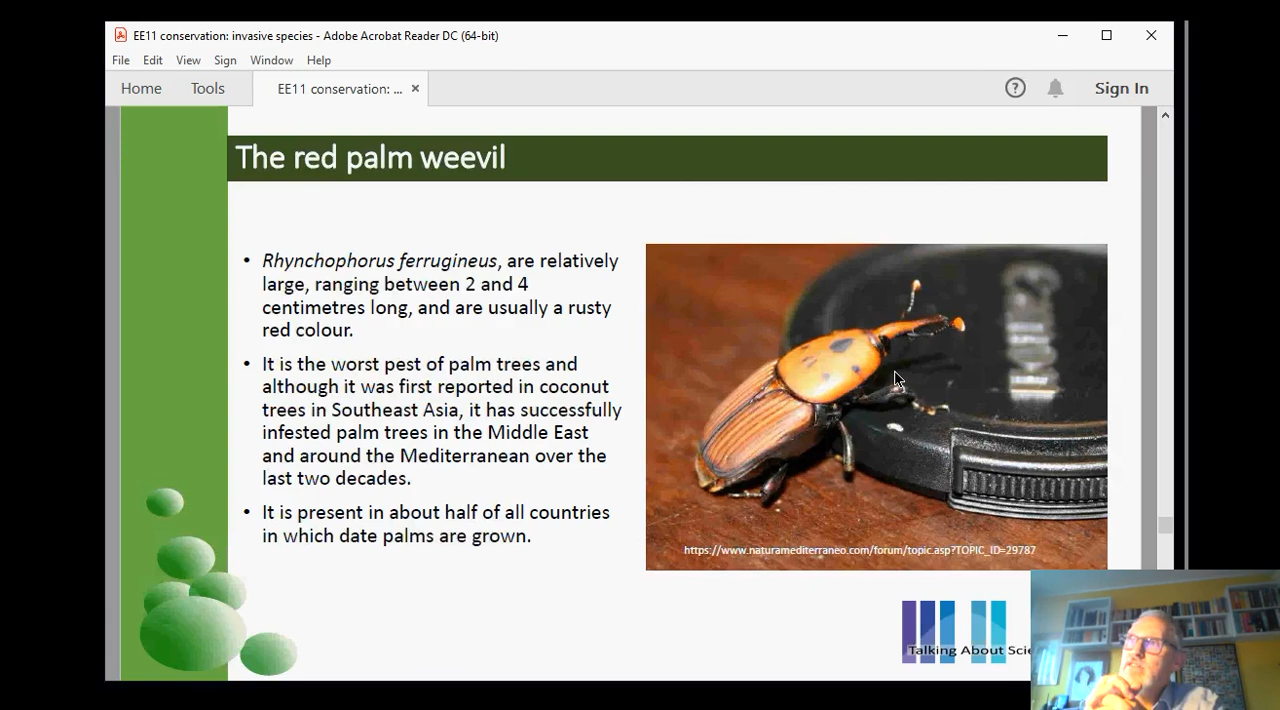 EE11 conservation: invasive species - Adobe Acrobat Reader DC (64-bit)
File Edit View Sign Window Help
Home Tools EE11 conservation: ... × ? Sign In
The red palm weevil
• Rhynchophorus ferrugineus, are relatively
large, ranging between 2 and 4
centimetres long, and are usually a rusty
red colour.
• It is the worst pest of palm trees and
although it was first reported in coconut
trees in Southeast Asia, it has successfully
infested palm trees in the Middle East
and around the Mediterranean over the
last two decades.
• It is present in about half of all countries
in which date palms are grown.
https://www.naturamediterraneo.com/forum/topic.asp?TOPIC_ID=29787
Talking About Scie